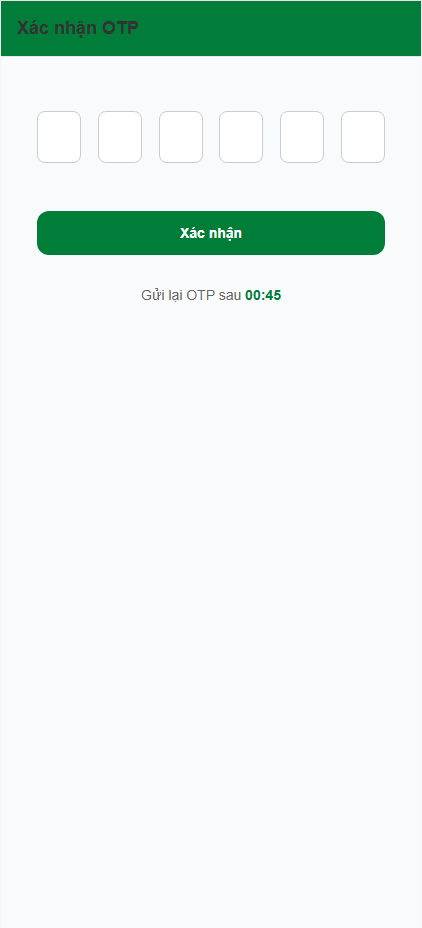 Xác nhận OTP
Xác nhận
Gửi lại OTP sau 00:45